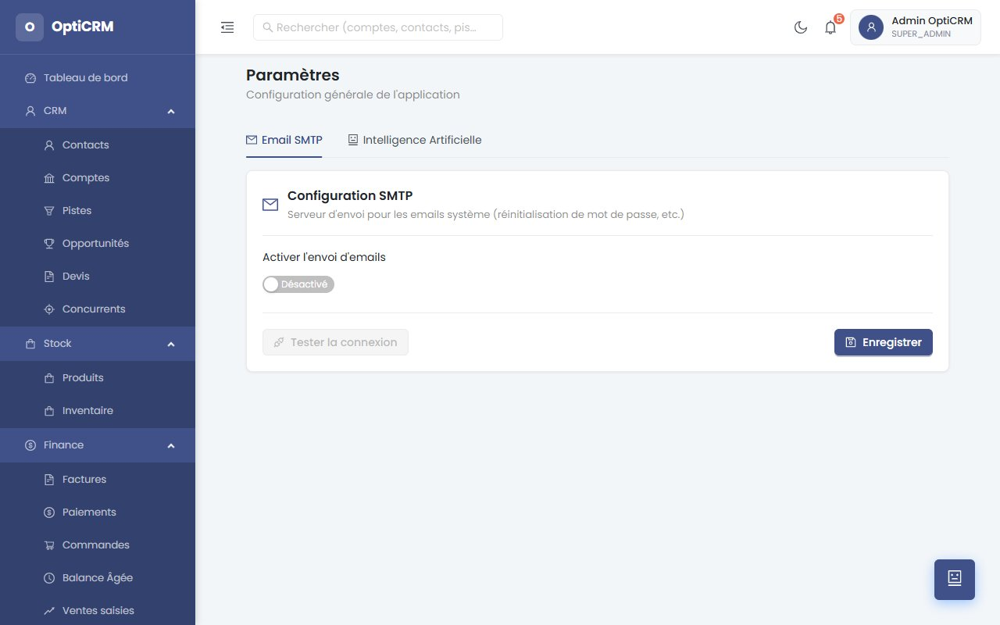 O OptiCRM
Rechercher (comptes, contacts, pis...
5
Admin OptiCRM
SUPER_ADMIN
Tableau de bord
CRM
Contacts
Comptes
Pistes
Opportunités
Devis
Concurrents
Stock
Produits
Inventaire
Finance
Factures
Paiements
Commandes
Balance Âgée
Ventes saisies
Paramètres
Configuration générale de l'application
Email SMTP
Intelligence Artificielle
Configuration SMTP
Serveur d'envoi pour les emails système (réinitialisation de mot de passe, etc.)
Activer l'envoi d'emails
Désactivé
Tester la connexion
Enregistrer